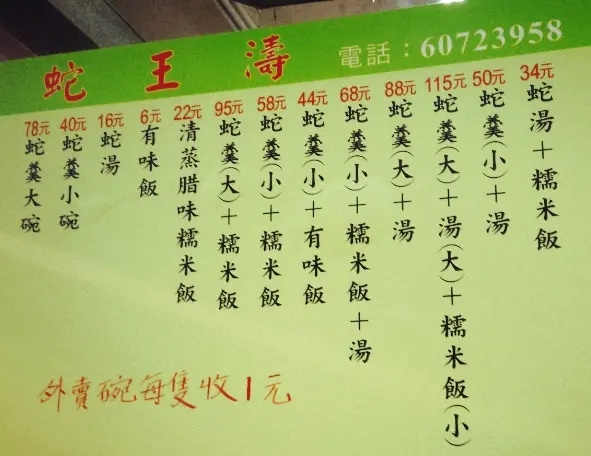 蛇王濤
電話：60723958
78元
蛇羹大碗
40元
蛇羹小碗
16元
蛇湯
6元
有味飯
22元
清蒸腊味糯米飯
95元
蛇羹(大)＋糯米飯
58元
蛇羹(小)＋糯米飯
44元
蛇羹(小)＋有味飯
68元
蛇羹(小)＋糯米飯＋湯
88元
蛇羹(大)＋湯
115元
蛇羹(大)＋湯(大)＋糯米飯(小)
50元
蛇羹(小)＋湯
34元
蛇湯＋糯米飯
外賣碗每隻收1元